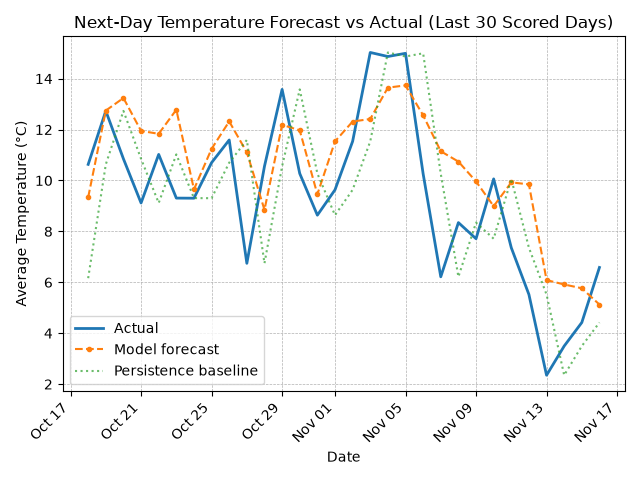 Next-Day Temperature Forecast vs Actual (Last 30 Scored Days)
Average Temperature (°C)
14
12
10
8
6
4
2
Actual
Model forecast
Persistence baseline
Oct 17
Oct 21
Oct 25
Oct 29
Nov 01
Nov 05
Nov 09
Nov 13
Nov 17
Date